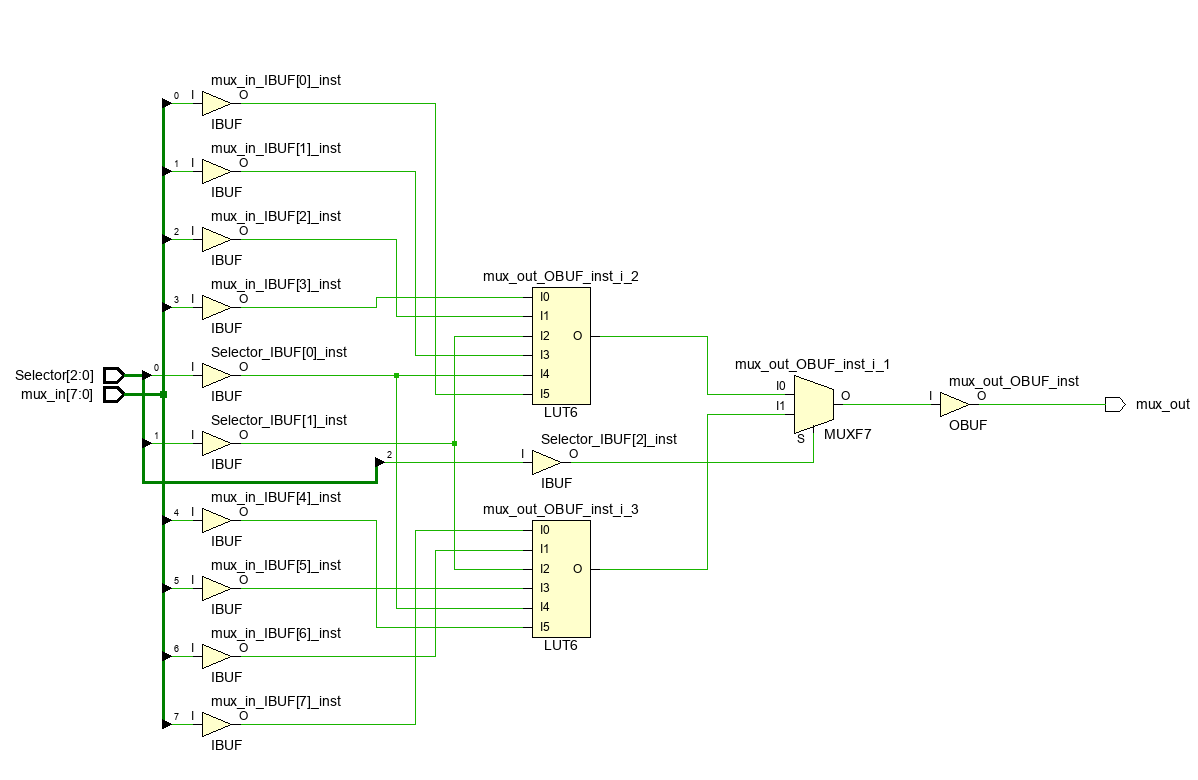 mux_in_IBUF[0]_inst
0 I O
IBUF
mux_in_IBUF[1]_inst
1 I O
IBUF
mux_in_IBUF[2]_inst
2 I O
IBUF
mux_in_IBUF[3]_inst
3 I O
IBUF
Selector_IBUF[0]_inst
Selector[2:0]
0 I O
mux_in[7:0]
IBUF
Selector_IBUF[1]_inst
1 I O
IBUF
mux_in_IBUF[4]_inst
4 I O
IBUF
mux_in_IBUF[5]_inst
5 I O
IBUF
mux_in_IBUF[6]_inst
6 I O
IBUF
mux_in_IBUF[7]_inst
7 I O
IBUF
mux_out_OBUF_inst_i_2
I0
I1
I2 O
I3
I4
I5
LUT6
Selector_IBUF[2]_inst
2 I O
IBUF
mux_out_OBUF_inst_i_3
I0
I1
I2 O
I3
I4
I5
LUT6
mux_out_OBUF_inst_i_1
I0
O
I1
S
MUXF7
mux_out_OBUF_inst
I O
OBUF
mux_out